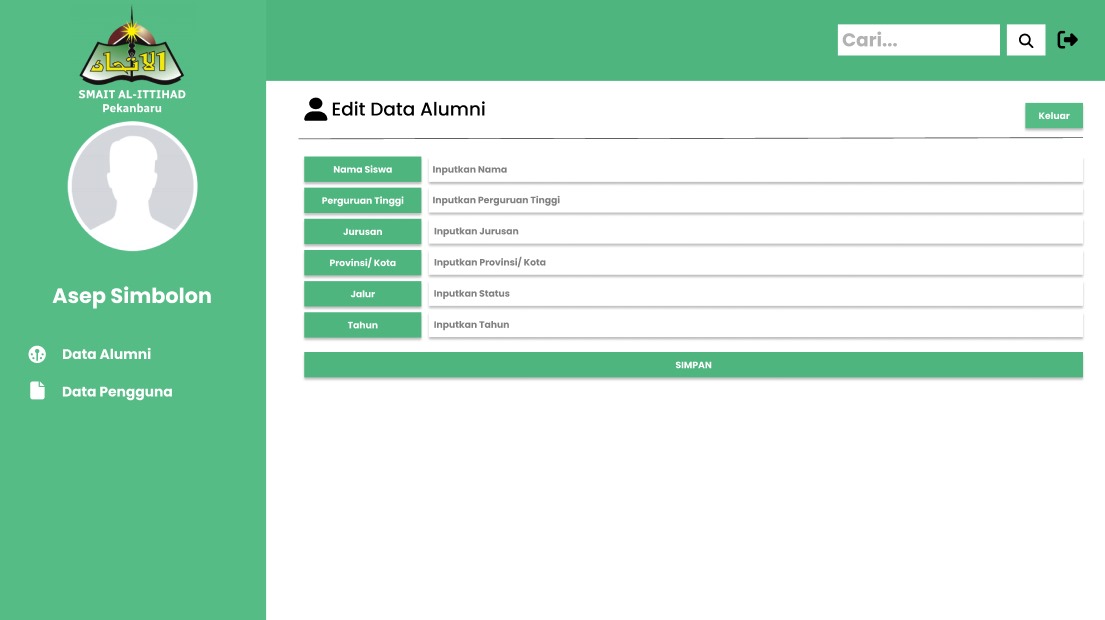 الاتحاد
SMAIT AL-ITTIHAD
Pekanbaru
Asep Simbolon
Data Alumni
Data Pengguna
Cari...
Edit Data Alumni
Keluar
Nama Siswa Inputkan Nama
Perguruan Tinggi Inputkan Perguruan Tinggi
Jurusan Inputkan Jurusan
Provinsi/ Kota Inputkan Provinsi/ Kota
Jalur Inputkan Status
Tahun Inputkan Tahun
SIMPAN